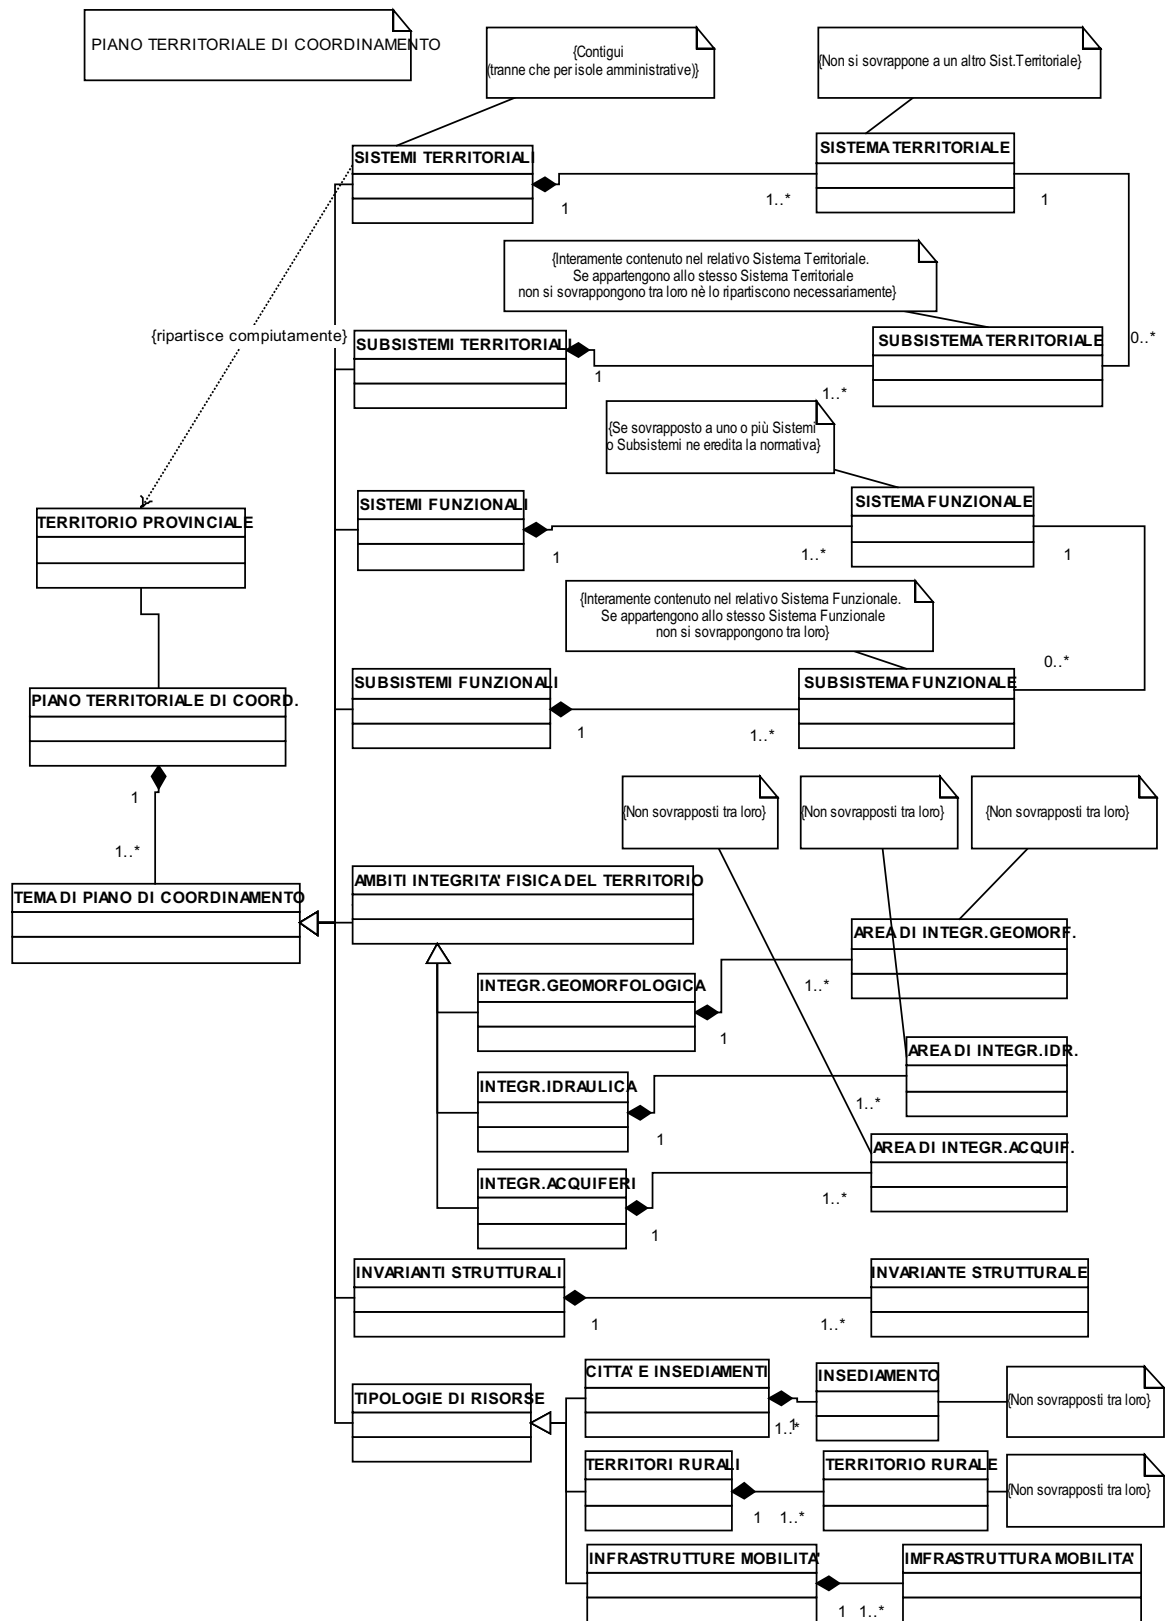 PIANO TERRITORIALE DI COORDINAMENTO
{Contigui
(tranne che per isole amministrative)}
{Non si sovrappone a un altro Sist.Territoriale}
SISTEMI TERRITORIALI
SISTEMA TERRITORIALE
1
1..*
1
{Interamente contenuto nel relativo Sistema Territoriale.
Se appartengono allo stesso Sistema Territoriale
non si sovrappongono tra loro nè lo ripartiscono necessariamente}
{ripartisce compiutamente}
SUBSISTEMI TERRITORIALI
SUBSISTEMA TERRITORIALE
0..*
1
1..*
{Se sovrapposto a uno o più Sistemi
o Subsistemi ne eredita la normativa}
SISTEMI FUNZIONALI
SISTEMA FUNZIONALE
1
1..*
1
TERRITORIO PROVINCIALE
{Interamente contenuto nel relativo Sistema Funzionale.
Se appartengono allo stesso Sistema Funzionale
non si sovrappongono tra loro}
0..*
SUBSISTEMI FUNZIONALI
SUBSISTEMA FUNZIONALE
1
1..*
PIANO TERRITORIALE DI COORD.
1
1..*
{Non sovrapposti tra loro}
{Non sovrapposti tra loro}
{Non sovrapposti tra loro}
AMBITI INTEGRITA' FISICA DEL TERRITORIO
TEMA DI PIANO DI COORDINAMENTO
AREA DI INTEGR.GEOMORF.
INTEGR.GEOMORFOLOGICA
1..*
1
AREA DI INTEGR.IDR.
INTEGR.IDRAULICA
1..*
1
AREA DI INTEGR.ACQUIF.
INTEGR.ACQUIFERI
1..*
1
INVARIANTI STRUTTURALI
INVARIANTE STRUTTURALE
1
1..*
CITTA' E INSEDIAMENTI
INSEDIAMENTO
{Non sovrapposti tra loro}
TIPOLOGIE DI RISORSE
1..*
1
TERRITORI RURALI
TERRITORIO RURALE
{Non sovrapposti tra loro}
1
1..*
INFRASTRUTTURE MOBILITA'
IMFRASTRUTTURA MOBILITA'
1
1..*